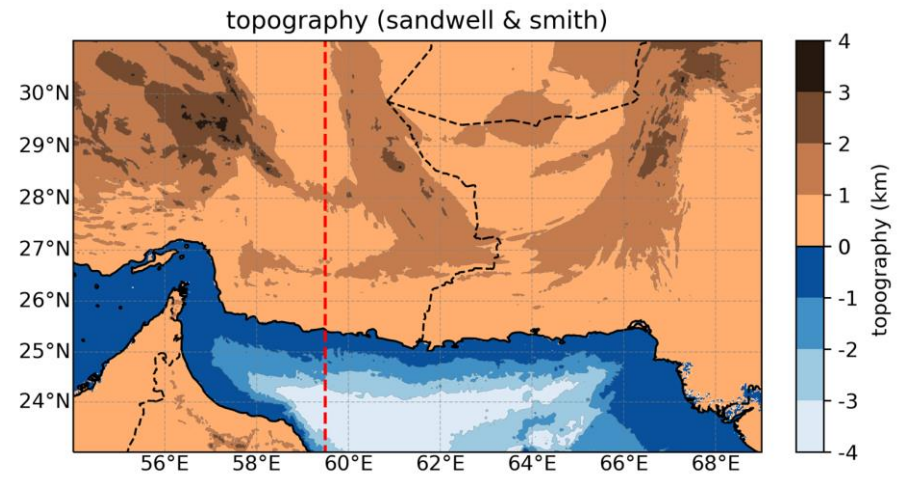 topography (sandwell & smith)
30°N
29°N
28°N
27°N
26°N
25°N
24°N
56°E
58°E
60°E
62°E
64°E
66°E
68°E
4
3
2
1
0
-1
-2
-3
-4
topography (km)